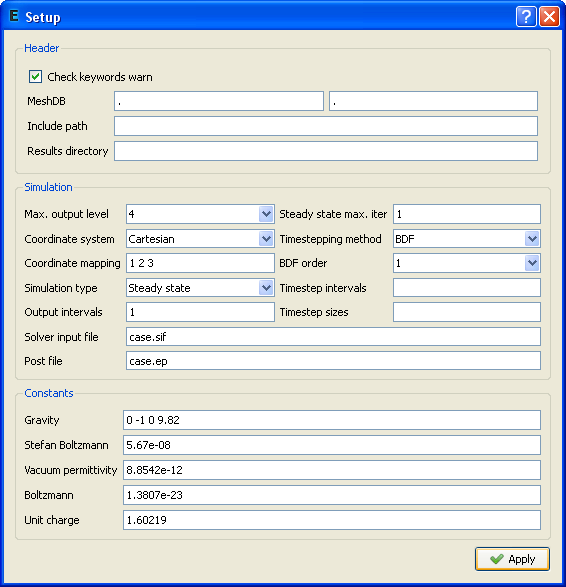 E Setup
Header
Check keywords warn
MeshDB . .
Include path
Results directory
Simulation
Max. output level 4 Steady state max. iter 1
Coordinate system Cartesian Timestepping method BDF
Coordinate mapping 1 2 3 BDF order 1
Simulation type Steady state Timestep intervals
Output intervals 1 Timestep sizes
Solver input file case.sif
Post file case.ep
Constants
Gravity 0 -1 0 9.82
Stefan Boltzmann 5.67e-08
Vacuum permittivity 8.8542e-12
Boltzmann 1.3807e-23
Unit charge 1.60219
Apply